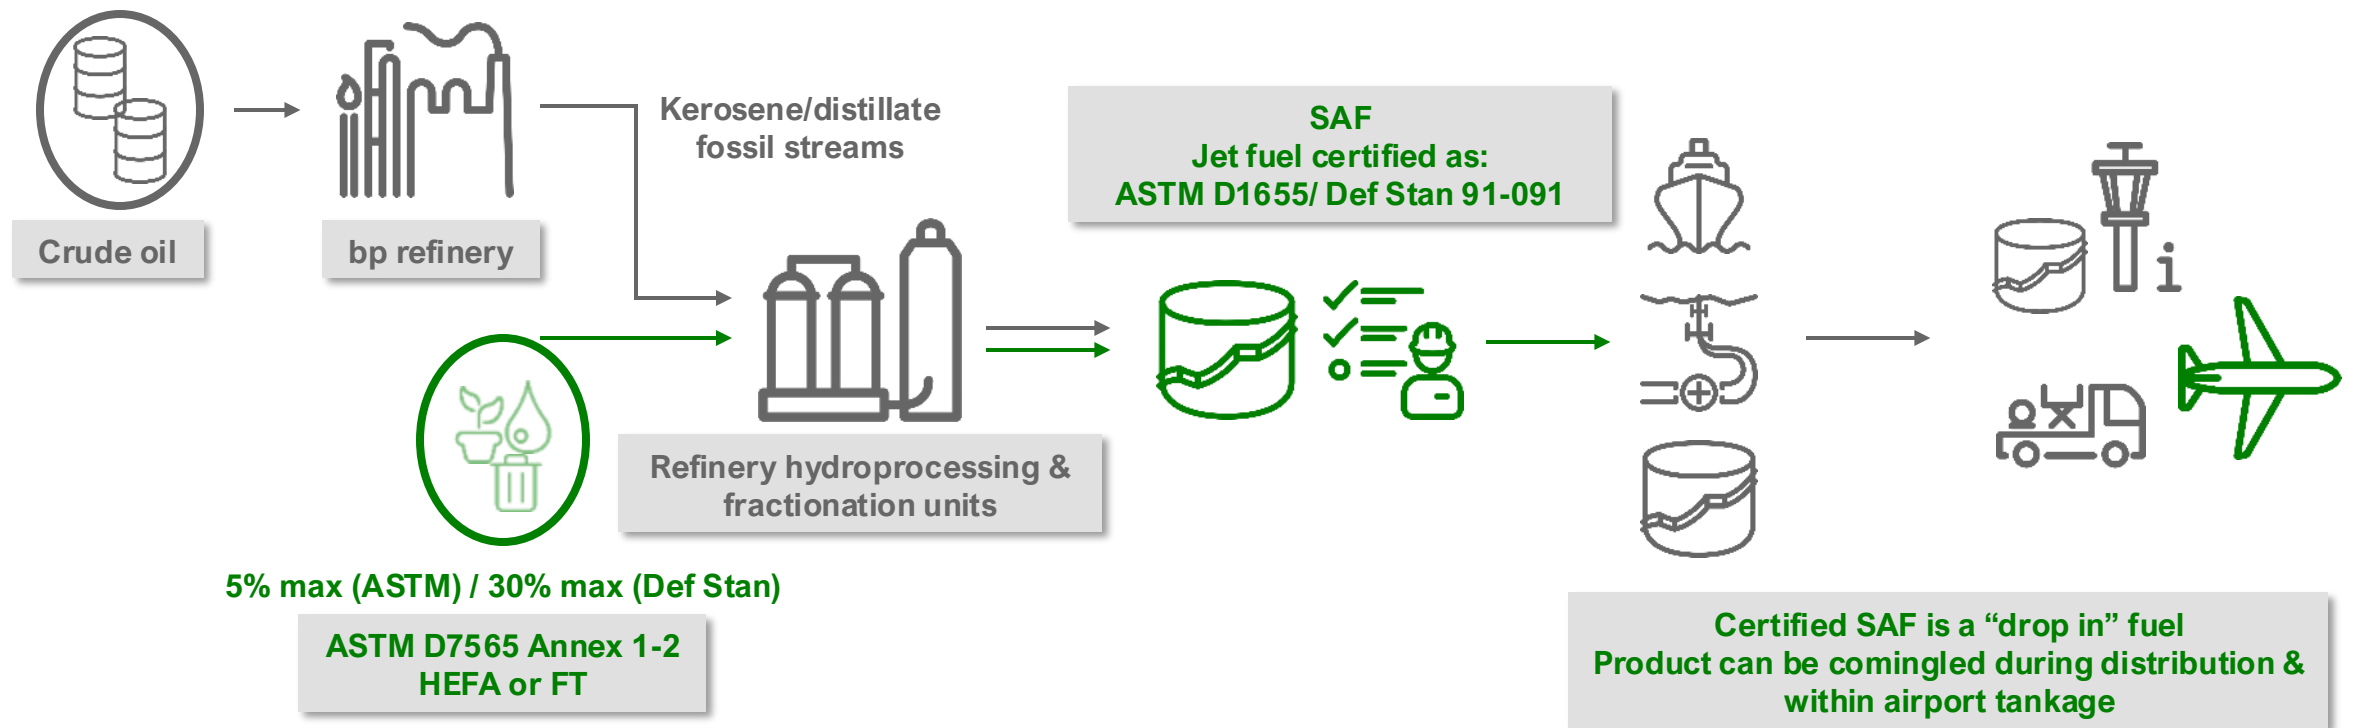 Crude oil
bp refinery
Kerosene/distillate
fossil streams
SAF
Jet fuel certified as:
ASTM D1655/ Def Stan 91-091
Refinery hydroprocessing &
fractionation units
5% max (ASTM) / 30% max (Def Stan)
ASTM D7565 Annex 1-2
HEFA or FT
i
Certified SAF is a “drop in” fuel
Product can be comingled during distribution &
within airport tankage